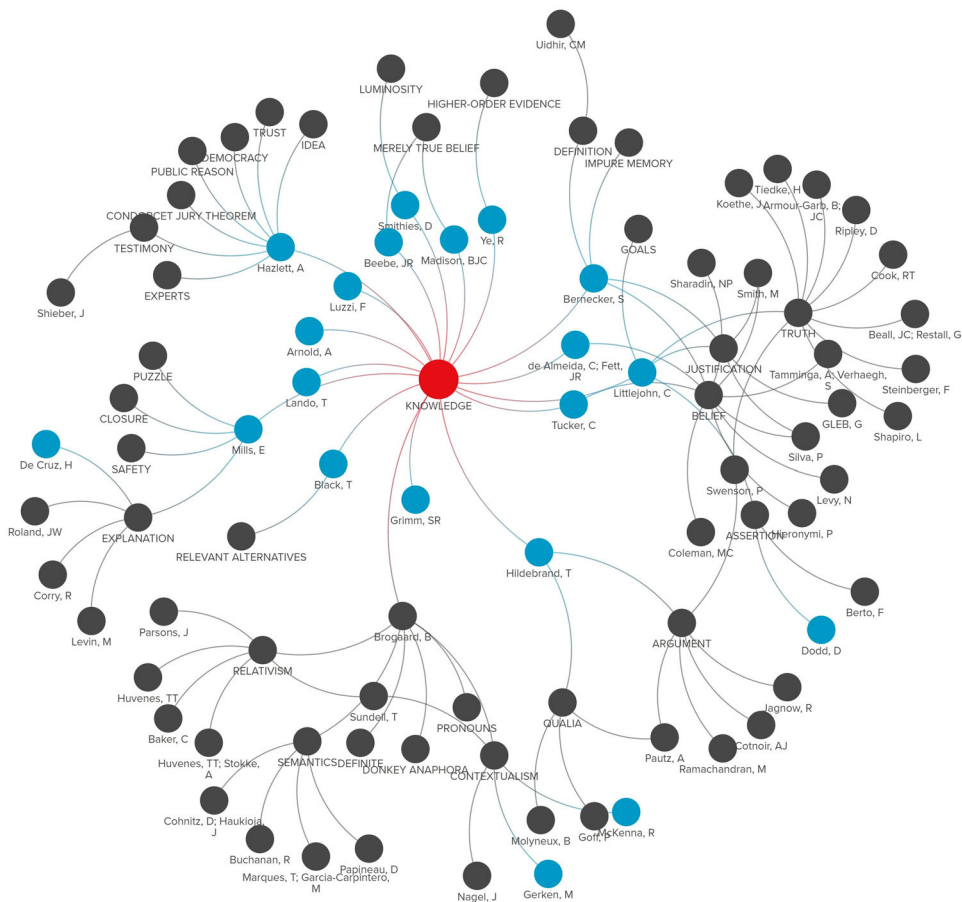 Uidhir, CM
LUMINOSITY
HIGHER-ORDER EVIDENCE
TRUST
IDEA
MERELY TRUE BELIEF
DEMOCRACY
DEFINITION
IMPURE MEMORY
PUBLIC REASON
Tiedke, H
Koethe, J
Armour-Garb, B;
JC
CONDORCET JURY THEOREM
Smithies, D
Ripley, D
TESTIMONY
Ye, R
GOALS
Hazlett, A
Beebe, JR
Madison, BJC
Cook, RT
EXPERTS
Sharadin, NP
Smith, M
Shieber, J
Luzzi, F
Bernecker, S
TRUTH
Beall, JC; Restall, G
Arnold, A
de Almeida, C; Fett,
JR
JUSTIFICATION
Tamminga, A; Verhaegh,
S
PUZZLE
Littlejohn, C
Steinberger, F
Lando, T
KNOWLEDGE
BELIEF
CLOSURE
Tucker, C
GLEB, G
Shapiro, L
Mills, E
De Cruz, H
SAFETY
Silva, P
Black, T
Swenson, P
Levy, N
Roland, JW
EXPLANATION
Grimm, SR
ASSERTION
Hieronymi, P
RELEVANT ALTERNATIVES
Coleman, MC
Corry, R
Hildebrand, T
Berto, F
Levin, M
Parsons, J
Brogaard, B
ARGUMENT
Dodd, D
RELATIVISM
Huvenes, TT
Jagnow, R
Sundell, T
PRONOUNS
QUALIA
Baker, C
Cotnoir, AJ
Huvenes, TT; Stokke,
A
SEMANTICS
DEFINITE
DONKEY ANAPHORA
CONTEXTUALISM
Pautz, A
Ramachandran, M
Cohnitz, D; Haukioja,
J
Molyneux, B
Goff, P
McKenna, R
Buchanan, R
Marques, T; Garcia-Carpintero,
M
Papineau, D
Nagel, J
Gerken, M